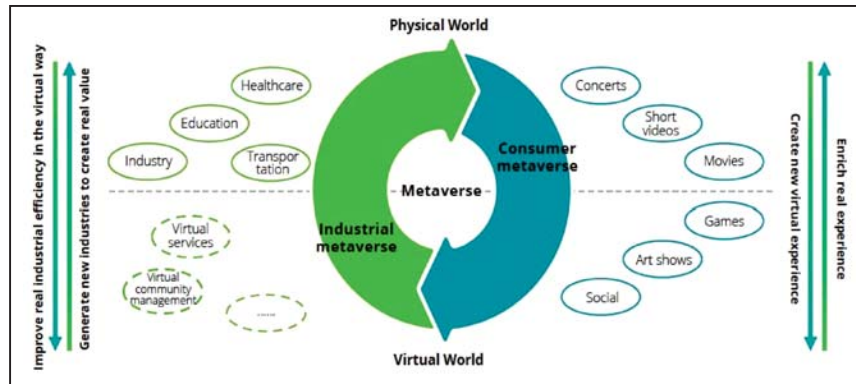 Physical World
Improve real industrial efficiency in the virtual way
Generate new industries to create real value
Healthcare
Education
Industry
Transpor
tation
Virtual
services
Virtual
community
management
......
Industrial
metaverse
Metaverse
Consumer
metaverse
Concerts
Short
videos
Movies
Games
Art shows
Social
Create new virtual experience
Enrich real experience
Virtual World